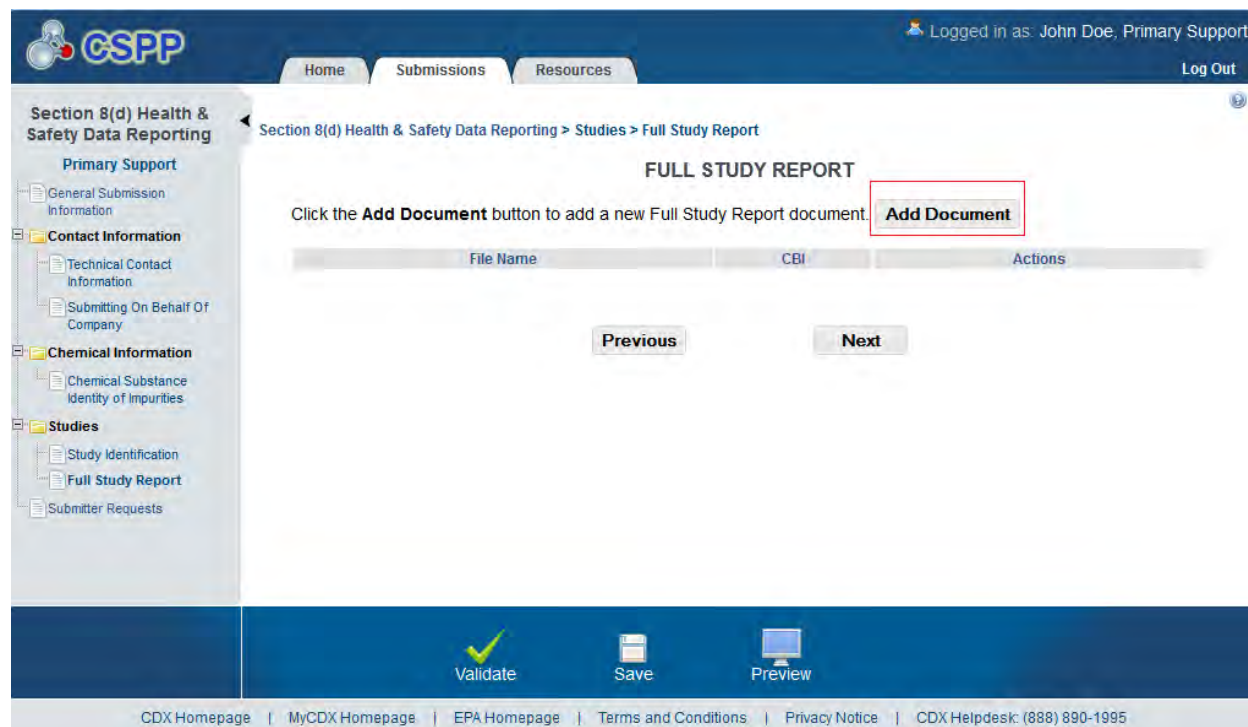 CSPP
Logged in as: John Doe, Primary Support
Home Submissions Resources
Log Out
Section 8(d) Health &
Safety Data Reporting
Primary Support
General Submission
Information
Contact Information
Technical Contact
Information
Submitting On Behalf Of
Company
Chemical Information
Chemical Substance
Identity of Impurities
Studies
Study Identification
Full Study Report
Submitter Requests
Section 8(d) Health & Safety Data Reporting > Studies > Full Study Report
FULL STUDY REPORT
Click the Add Document button to add a new Full Study Report document. Add Document
File Name CBI Actions
Previous Next
Validate Save Preview
CDX Homepage | MyCDX Homepage | EPA Homepage | Terms and Conditions | Privacy Notice | CDX Helpdesk: (888) 890-1995